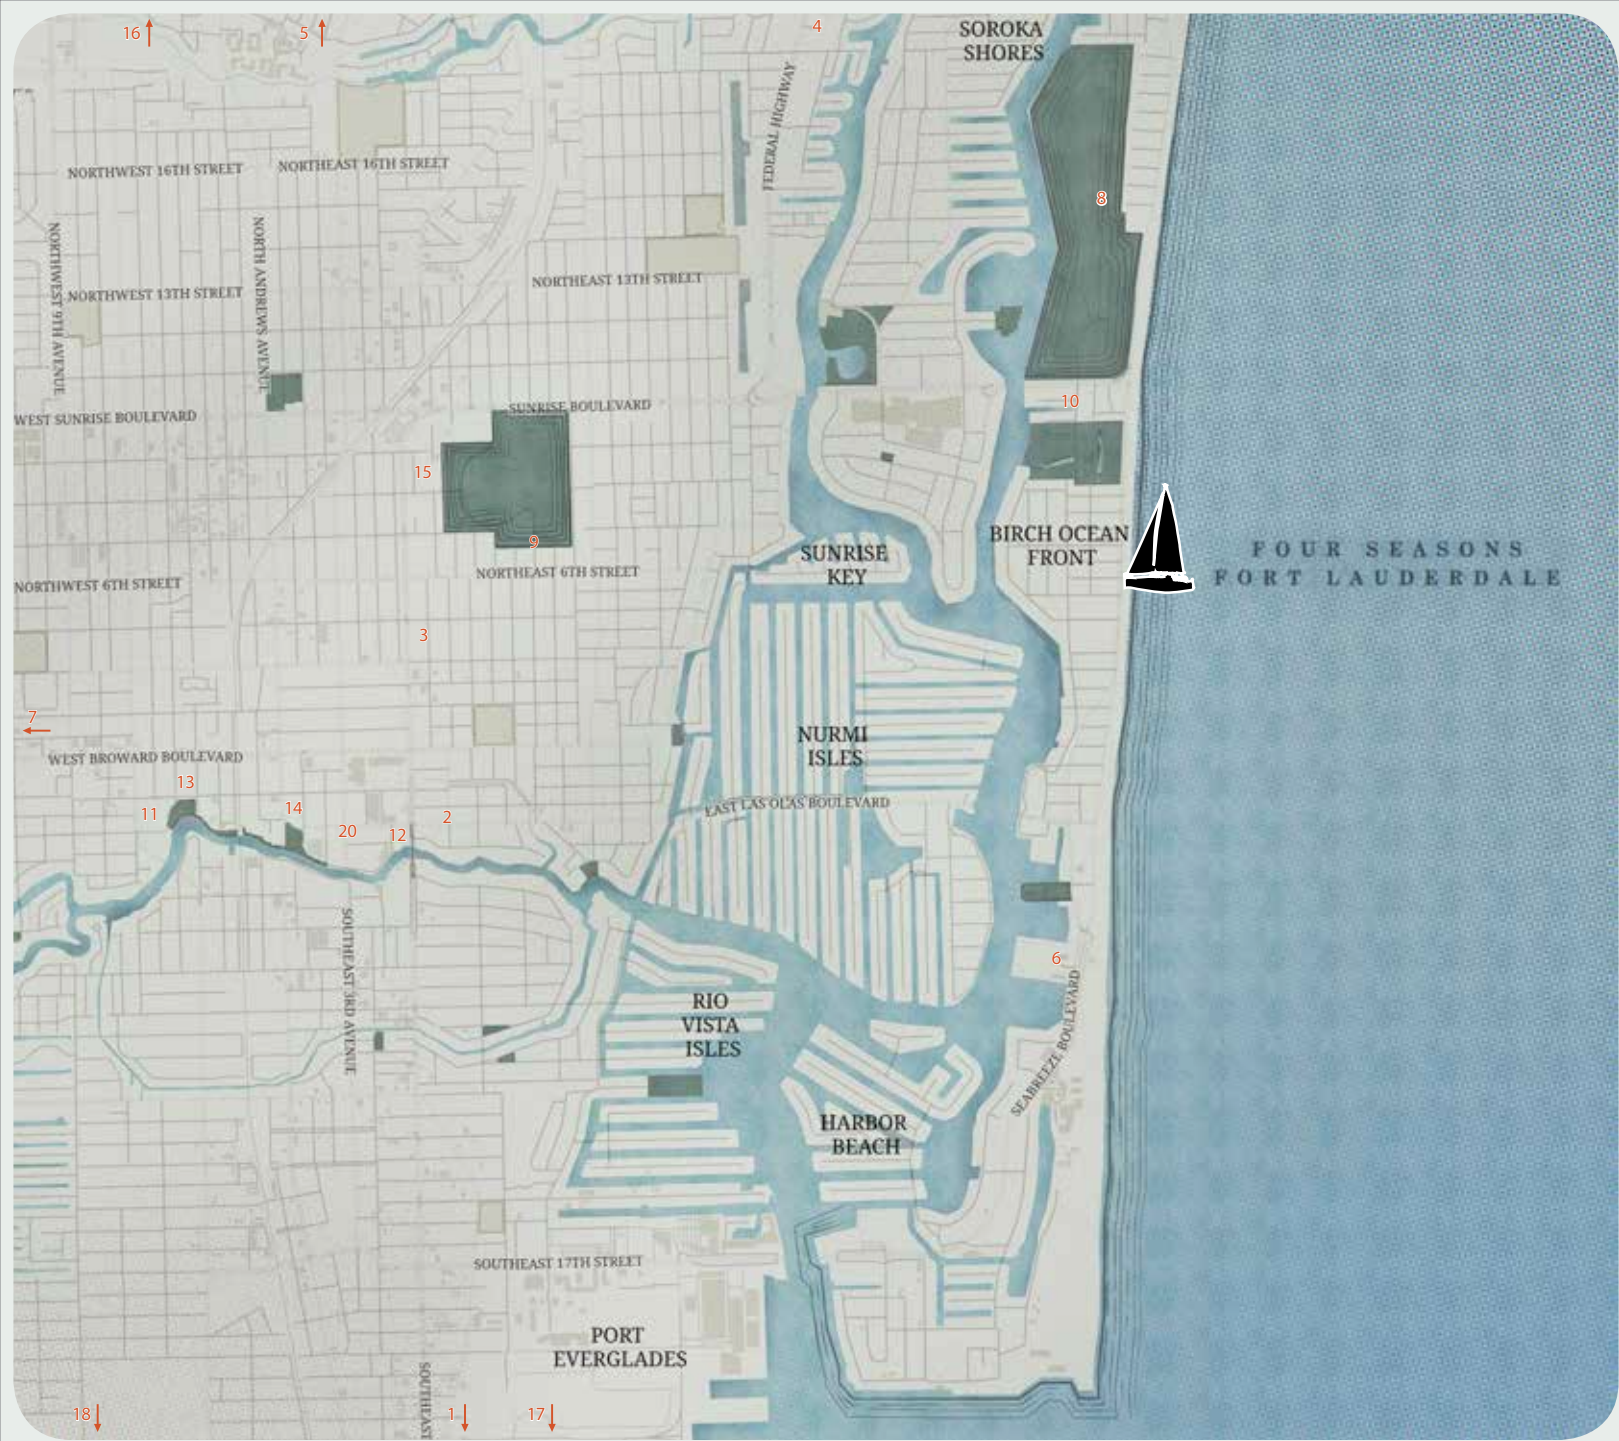 16
5
4
SOROKA
SHORES
FEDERAL HIGHWAY
NORTHWEST 16TH STREET
NORTHEAST 16TH STREET
8
NORTHWEST 9TH AVENUE
NORTH ANDREWS AVENUE
NORTHWEST 13TH STREET
NORTHEAST 13TH STREET
10
WEST SUNRISE BOULEVARD
SUNRISE BOULEVARD
15
9
BIRCH OCEAN
FRONT
FOUR SEASONS
FORT LAUDERDALE
SUNRISE
KEY
NORTHWEST 6TH STREET
NORTHEAST 6TH STREET
3
7
NURMI
ISLES
WEST BROWARD BOULEVARD
13
11
14
20
12
2
EAST LAS OLAS BOULEVARD
SOUTHEAST 3RD AVENUE
6
SEABREEZE BOULEVARD
RIO
VISTA
ISLES
HARBOR
BEACH
SOUTHEAST 17TH STREET
PORT
EVERGLADES
SOUTHEAST
18
1
17